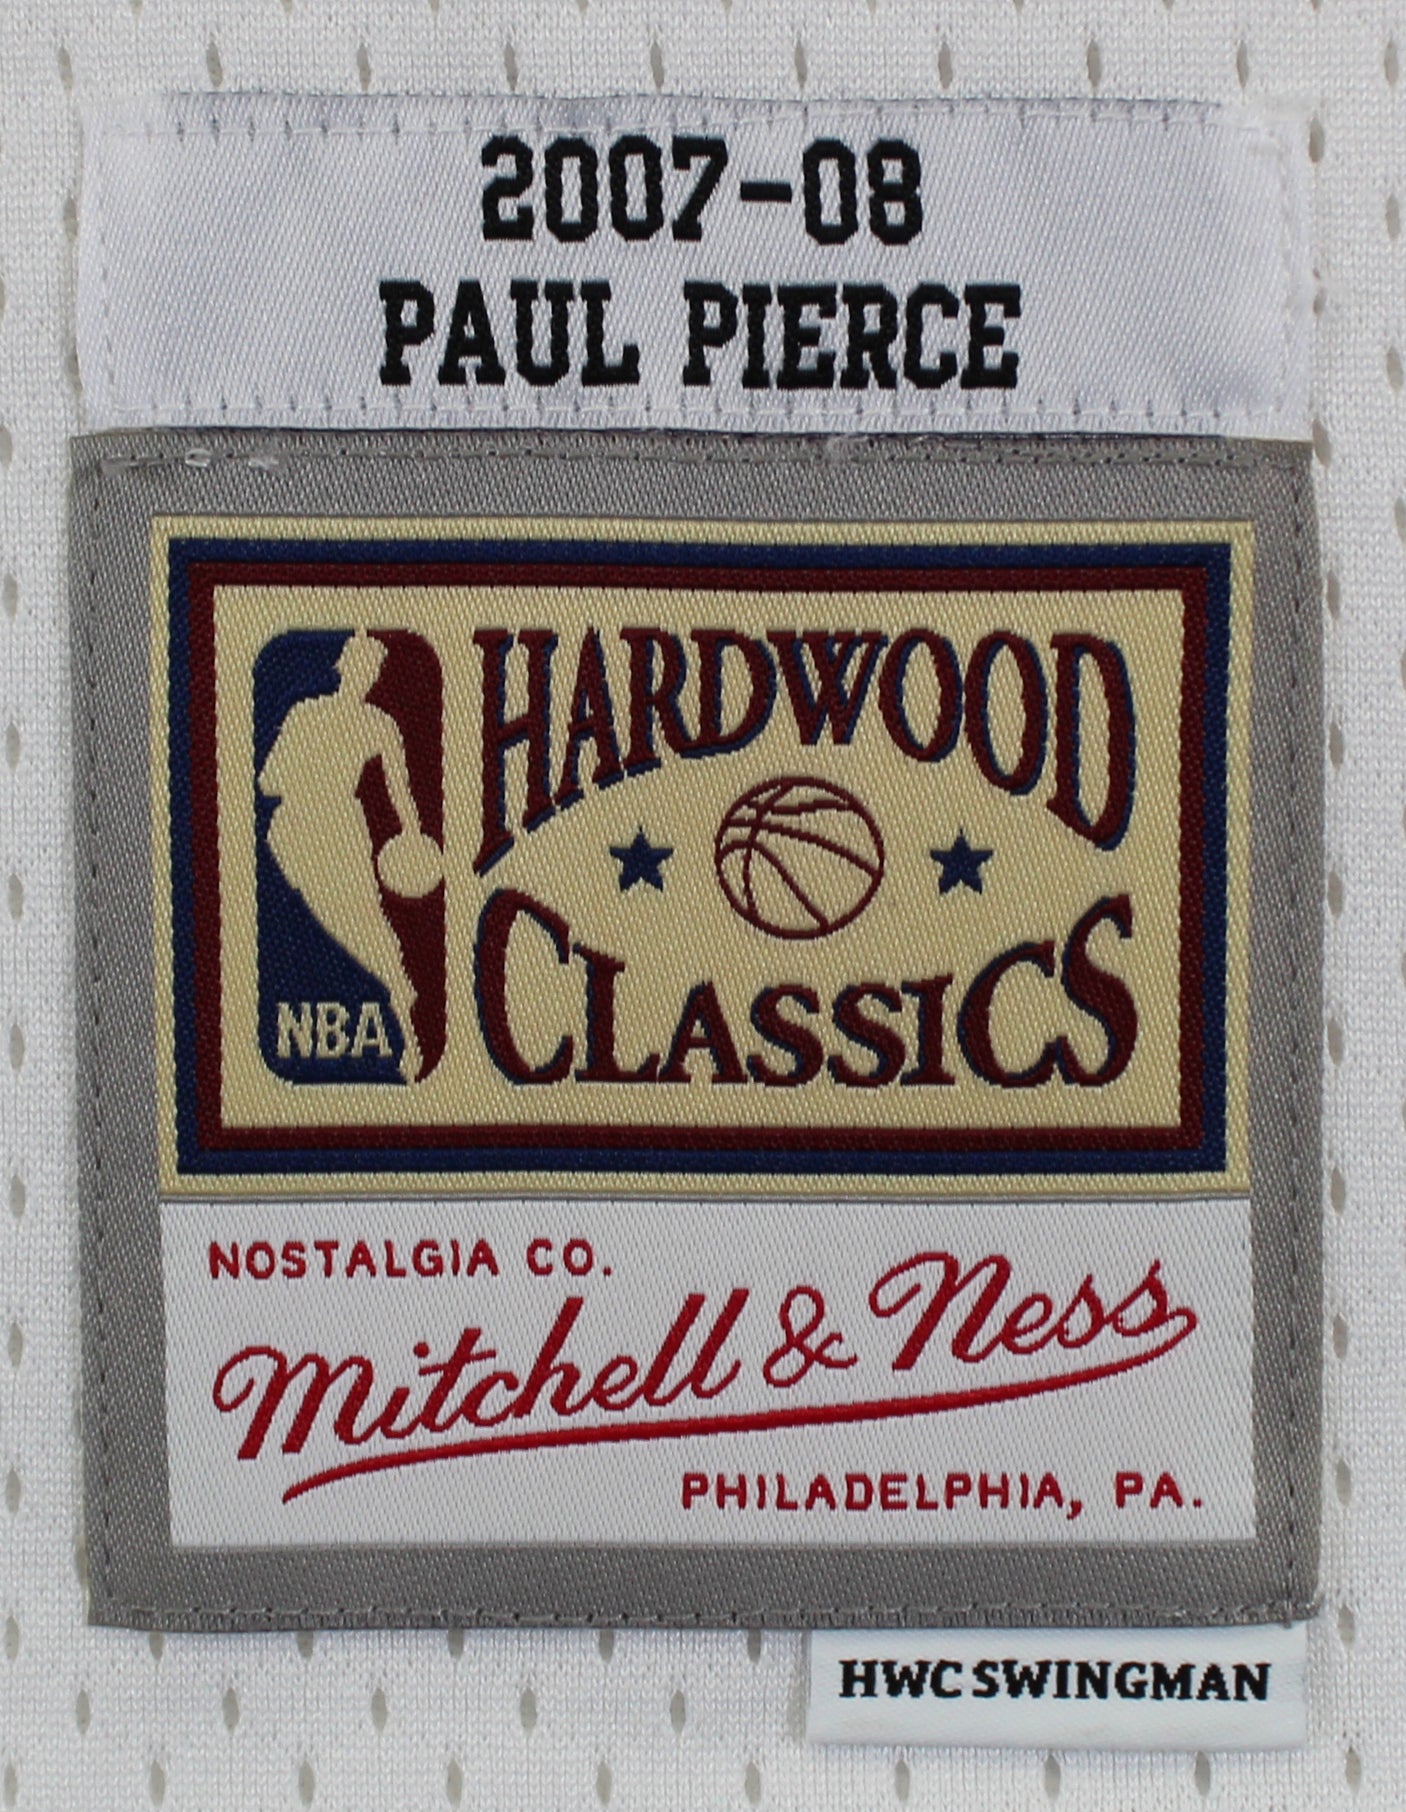 2007-08
PAUL PIERCE
HARDWOOD
CLASSICS
NBA
NOSTALGIA CO.
Mitchell & Ness
PHILADELPHIA, PA.
HWC SWINGMAN